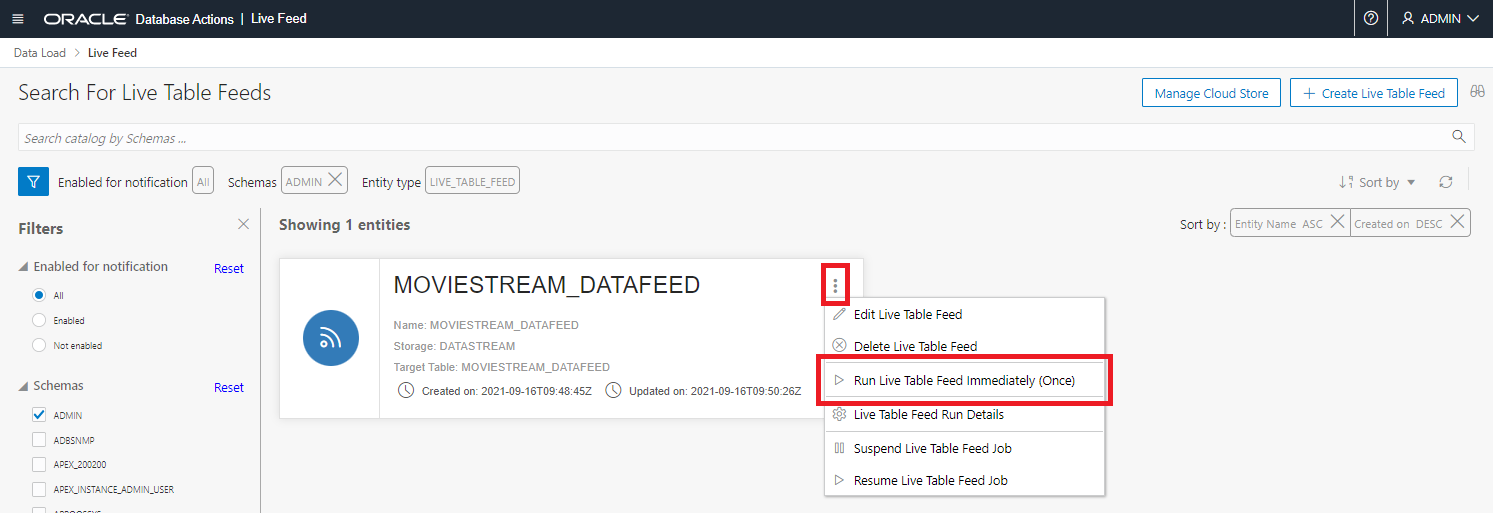 ORACLE Database Actions | Live Feed
ADMIN
Data Load > Live Feed
Search For Live Table Feeds
Manage Cloud Store
+ Create Live Table Feed
Search catalog by Schemas ...
Enabled for notification All Schemas ADMIN Entity type LIVE_TABLE_FEED
Sort by
Filters
Showing 1 entities
Sort by : Entity Name ASC Created on DESC
Enabled for notification Reset
All
Enabled
Not enabled
Schemas Reset
ADMIN
ADBSNMP
APEX_200200
APEX_INSTANCE_ADMIN_USER
MOVIESTREAM_DATAFEED
Name: MOVIESTREAM_DATAFEED
Storage: DATASTREAM
Target Table: MOVIESTREAM_DATAFEED
Created on: 2021-09-16T09:48:45Z Updated on: 2021-09-16T09:50:26Z
Edit Live Table Feed
Delete Live Table Feed
Run Live Table Feed Immediately (Once)
Live Table Feed Run Details
Suspend Live Table Feed Job
Resume Live Table Feed Job